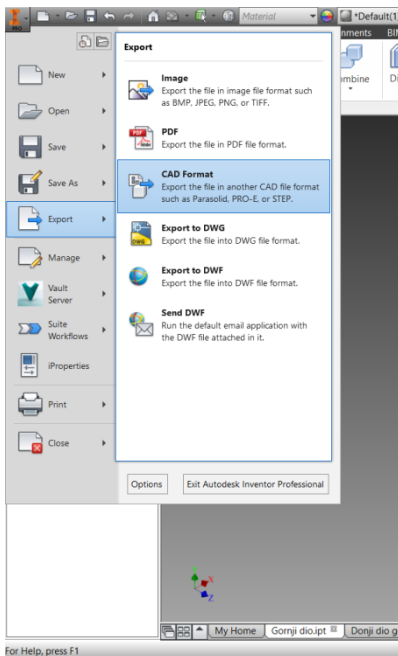 PRO
Material
*Default(1
nments BIM
New
Open
Save
Save As
Export
Manage
Vault
Server
Suite
Workflows
iProperties
Print
Close
Export
Image
Export the file in image file format such
as BMP, JPEG, PNG, or TIFF.
PDF
PDF
Export the file in PDF file format.
CAD Format
Export the file in another CAD file format
such as Parasolid, PRO-E, or STEP.
DWG
Export to DWG
Export the file into DWG file format.
Export to DWF
Export the file into DWF file format.
Send DWF
Run the default email application with
the DWF file attached in it.
Options
Exit Autodesk Inventor Professional
mbine
Di
Y
X
Z
My Home
Gornji dio.ipt
Donji dio g
For Help, press F1